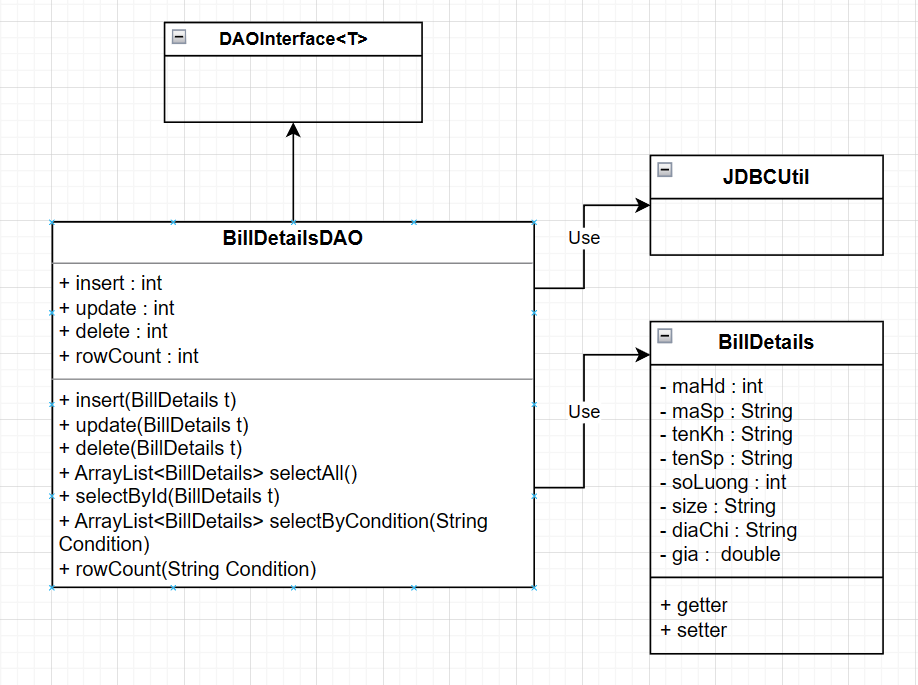 DAOInterface<T>
JDBCUtil
BillDetailsDAO
Use
+ insert : int
+ update : int
+ delete : int
+ rowCount : int
BillDetails
+ insert(BillDetails t)
+ update(BillDetails t)
+ delete(BillDetails t)
+ ArrayList<BillDetails> selectAll()
+ selectById(BillDetails t)
+ ArrayList<BillDetails> selectByCondition(String
Condition)
+ rowCount(String Condition)
Use
- maHd : int
- maSp : String
- tenKh : String
- tenSp : String
- soLuong : int
- size : String
- diaChi : String
- gia :  double
+ getter
+ setter